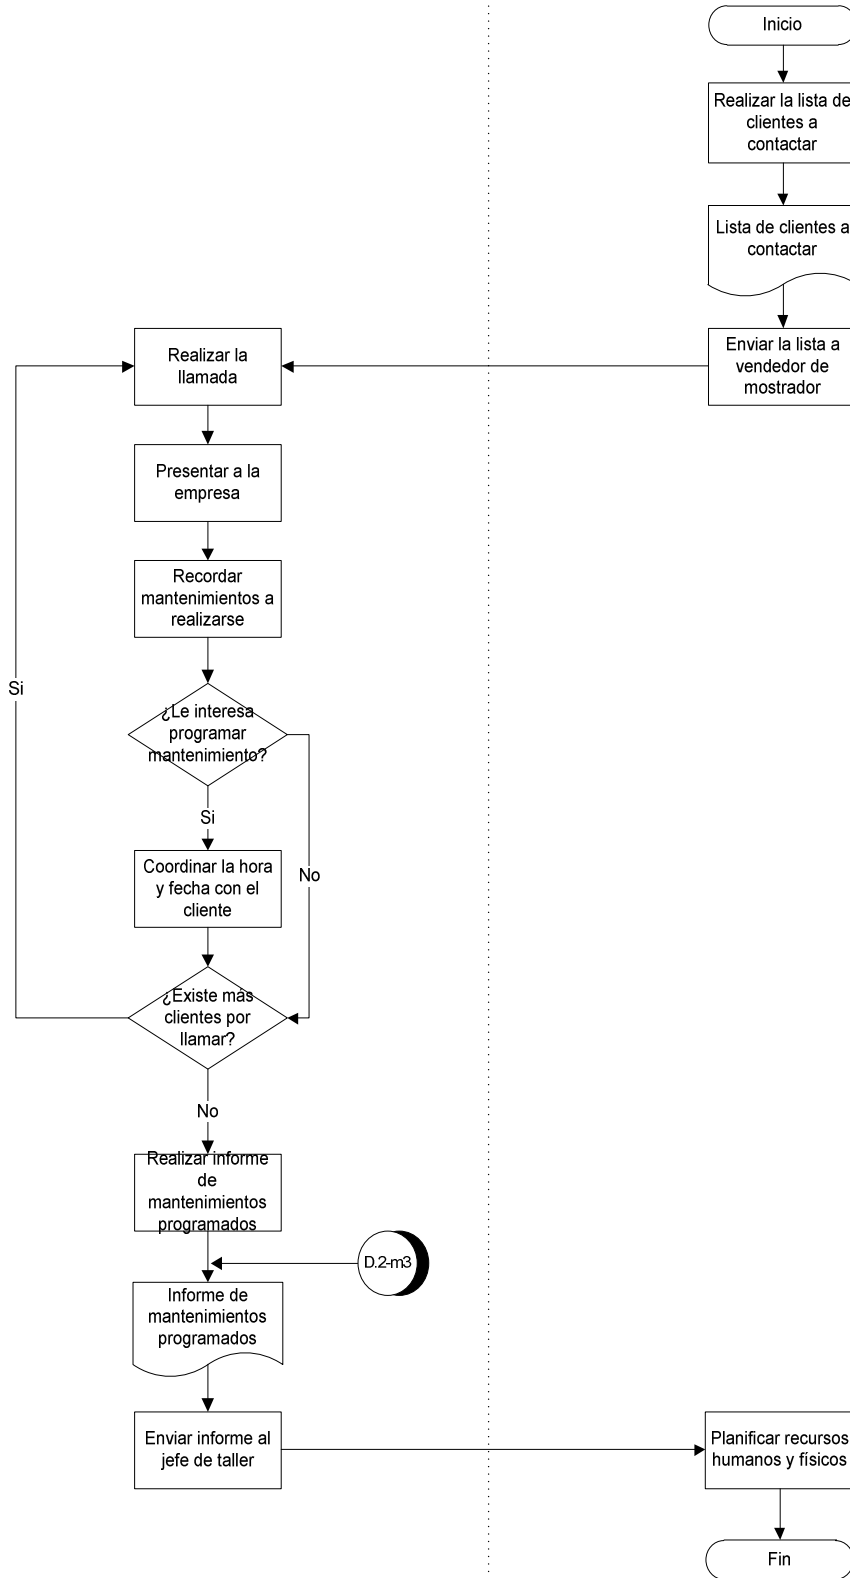 Inicio
Realizar la lista de
clientes a
contactar
Lista de clientes a
contactar
Enviar la lista a
vendedor de
mostrador
Realizar la
llamada
Presentar a la
empresa
Recordar
mantenimientos a
realizarse
Si
¿Le interesa
programar
mantenimiento?
Si
No
Coordinar la hora
y fecha con el
cliente
¿Existe más
clientes por
llamar?
No
Realizar informe
de
mantenimientos
programados
D.2-m3
Informe de
mantenimientos
programados
Enviar informe al
jefe de taller
Planificar recursos
humanos y físicos
Fin